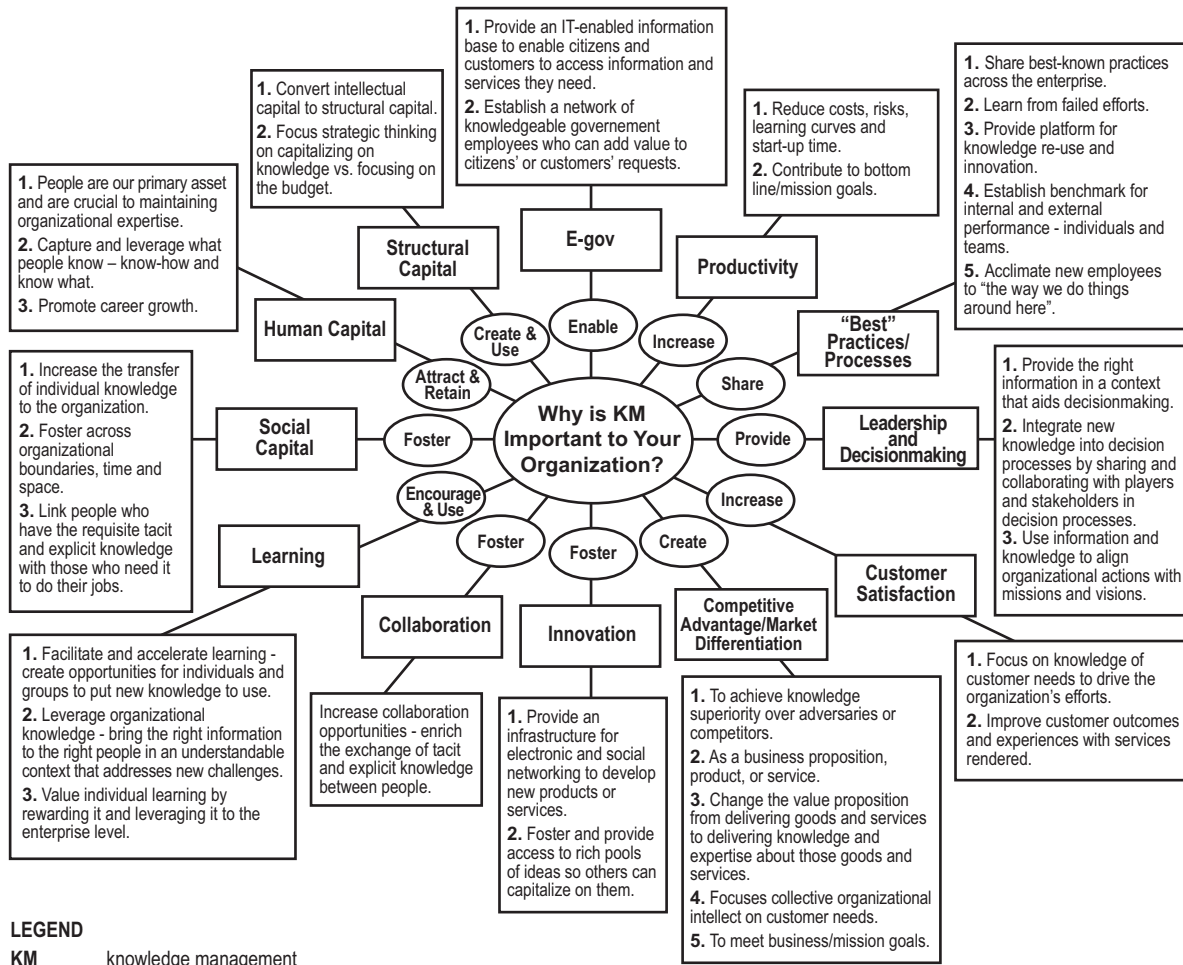 1. Provide an IT-enabled information
base to enable citizens and
customers to access information and
services they need.
2. Establish a network of
knowledgeable governement
employees who can add value to
citizens' or customers' requests.
1. Convert intellectual
capital to structural capital.
2. Focus strategic thinking
on capitalizing on
knowledge vs. focusing on
the budget.
1. Reduce costs, risks,
learning curves and
start-up time.
2. Contribute to bottom
line/mission goals.
1. Share best-known practices
across the enterprise.
2. Learn from failed efforts.
3. Provide platform for
knowledge re-use and
innovation.
4. Establish benchmark for
internal and external
performance - individuals and
teams.
5. Acclimate new employees
to “the way we do things
around here”.
1. People are our primary asset
and are crucial to maintaining
organizational expertise.
2. Capture and leverage what
people know – know-how and
know what.
3. Promote career growth.
Structural
Capital
E-gov
Productivity
Human Capital
Create &
Use
Enable
Increase
“Best”
Practices/
Processes
Attract &
Retain
Share
1. Increase the transfer
of individual knowledge
to the organization.
2. Foster across
organizational
boundaries, time and
space.
3. Link people who
have the requisite tacit
and explicit knowledge
with those who need it
to do their jobs.
Social
Capital
Foster
Why is KM
Important to Your
Organization?
Provide
Leadership
and
Decisionmaking
1. Provide the right
information in a context
that aids decisionmaking.
2. Integrate new
knowledge into decision
processes by sharing and
collaborating with players
and stakeholders in
decision processes.
3. Use information and
knowledge to align
organizational actions with
missions and visions.
Encourage
& Use
Increase
Learning
Foster
Foster
Create
Customer
Satisfaction
Collaboration
Innovation
Competitive
Advantage/Market
Differentiation
1. Facilitate and accelerate learning -
create opportunities for individuals and
groups to put new knowledge to use.
2. Leverage organizational
knowledge - bring the right information
to the right people in an understandable
context that addresses new challenges.
3. Value individual learning by
rewarding it and leveraging it to the
enterprise level.
Increase collaboration
opportunities - enrich
the exchange of tacit
and explicit knowledge
between people.
1. Provide an
infrastructure for
electronic and social
networking to develop
new products or
services.
2. Foster and provide
access to rich pools
of ideas so others can
capitalize on them.
1. To achieve knowledge
superiority over adversaries or
competitors.
2. As a business proposition,
product, or service.
3. Change the value proposition
from delivering goods and services
to delivering knowledge and
expertise about those goods and
services.
4. Focuses collective organizational
intellect on customer needs.
5. To meet business/mission goals.
1. Focus on knowledge of
customer needs to drive the
organization's efforts.
2. Improve customer outcomes
and experiences with services
rendered.
LEGEND
KM knowledge management